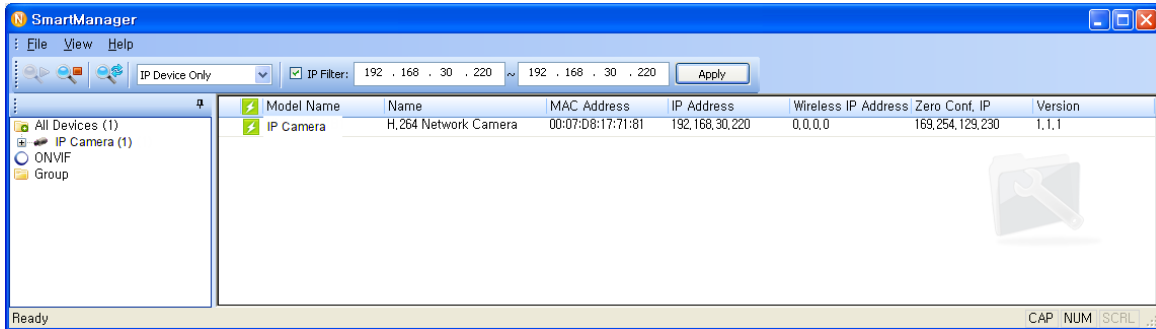 SmartManager
File View Help
IP Device Only IP Filter: 192 . 168 . 30 . 220 ~ 192 . 168 . 30 . 220 Apply
Model Name Name MAC Address IP Address Wireless IP Address Zero Conf, IP Version
IP Camera H,264 Network Camera 00:07:D8:17:71:81 192,168,30,220 0,0,0,0 169,254,129,230 1,1,1
All Devices (1)
IP Camera (1)
ONVIF
Group
Ready CAP NUM SCRL